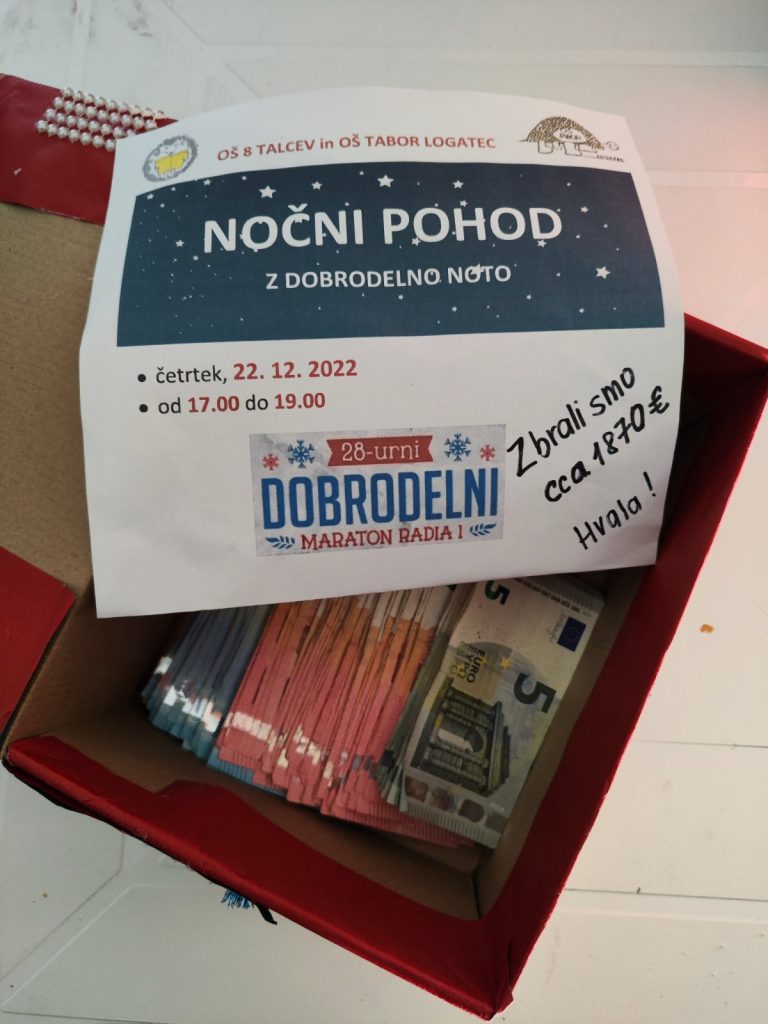 OŠ 8 TALCEV in OŠ TABOR LOGATEC
NOČNI POHOD
Z DOBRODELNO NOTO
• četrtek, 22. 12. 2022
• od 17.00 do 19.00
28-urni
DOBRODELNI
MARATON RADIA 1
Zbrali smo
cca 1870 €
Hvala!
5
EURO
ΕΥΡΩ
5